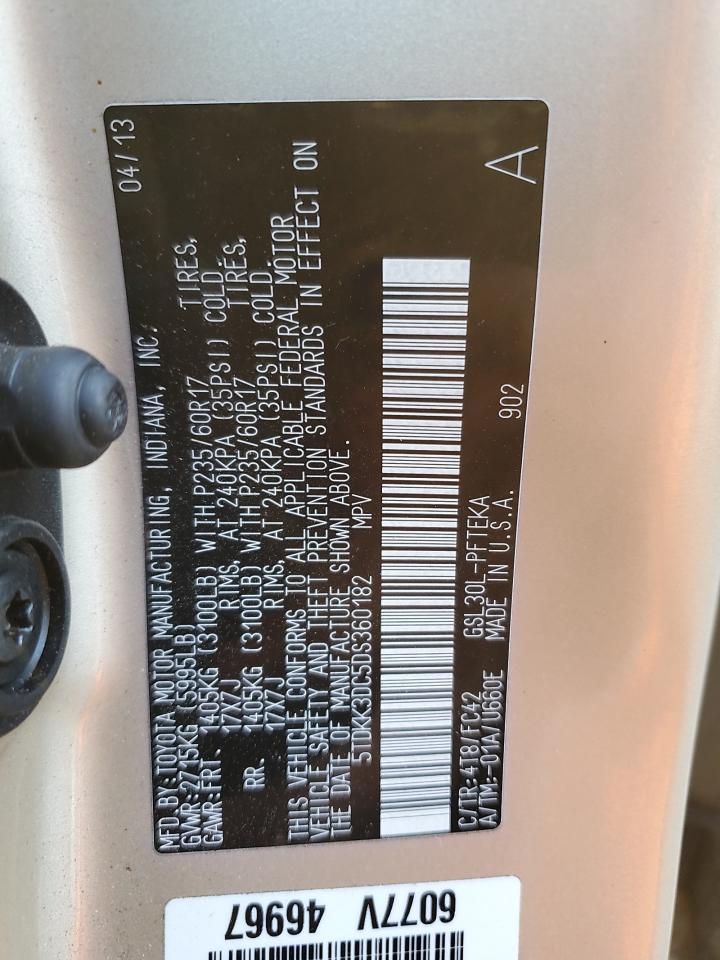 MFD.BY:TOYOTA MOTOR MANUFACTURING, INDIANA, INC. 04/13
GVWR:2715KG (5995LB)
GAWR:FRT. 1405KG (3100LB) WITH P235/60R17 TIRES,
17X7J RIMS, AT 240KPA (35PSI) COLD.
RR. 1405KG (3100LB) WITH P235/60R17 TIRES,
17X7J RIMS, AT 240KPA (35PSI) COLD.
THIS VEHICLE CONFORMS TO ALL APPLICABLE FEDERAL MOTOR
VEHICLE SAFETY AND THEFT PREVENTION STANDARDS IN EFFECT ON
THE DATE OF MANUFACTURE SHOWN ABOVE.
5TDKK3DC5DS360182 MPV
C/TR:4T8/FC42 GSL30L-PFTEKA
A/TM:-01A/U660E MADE IN U.S.A. 902 A
6077V 46967